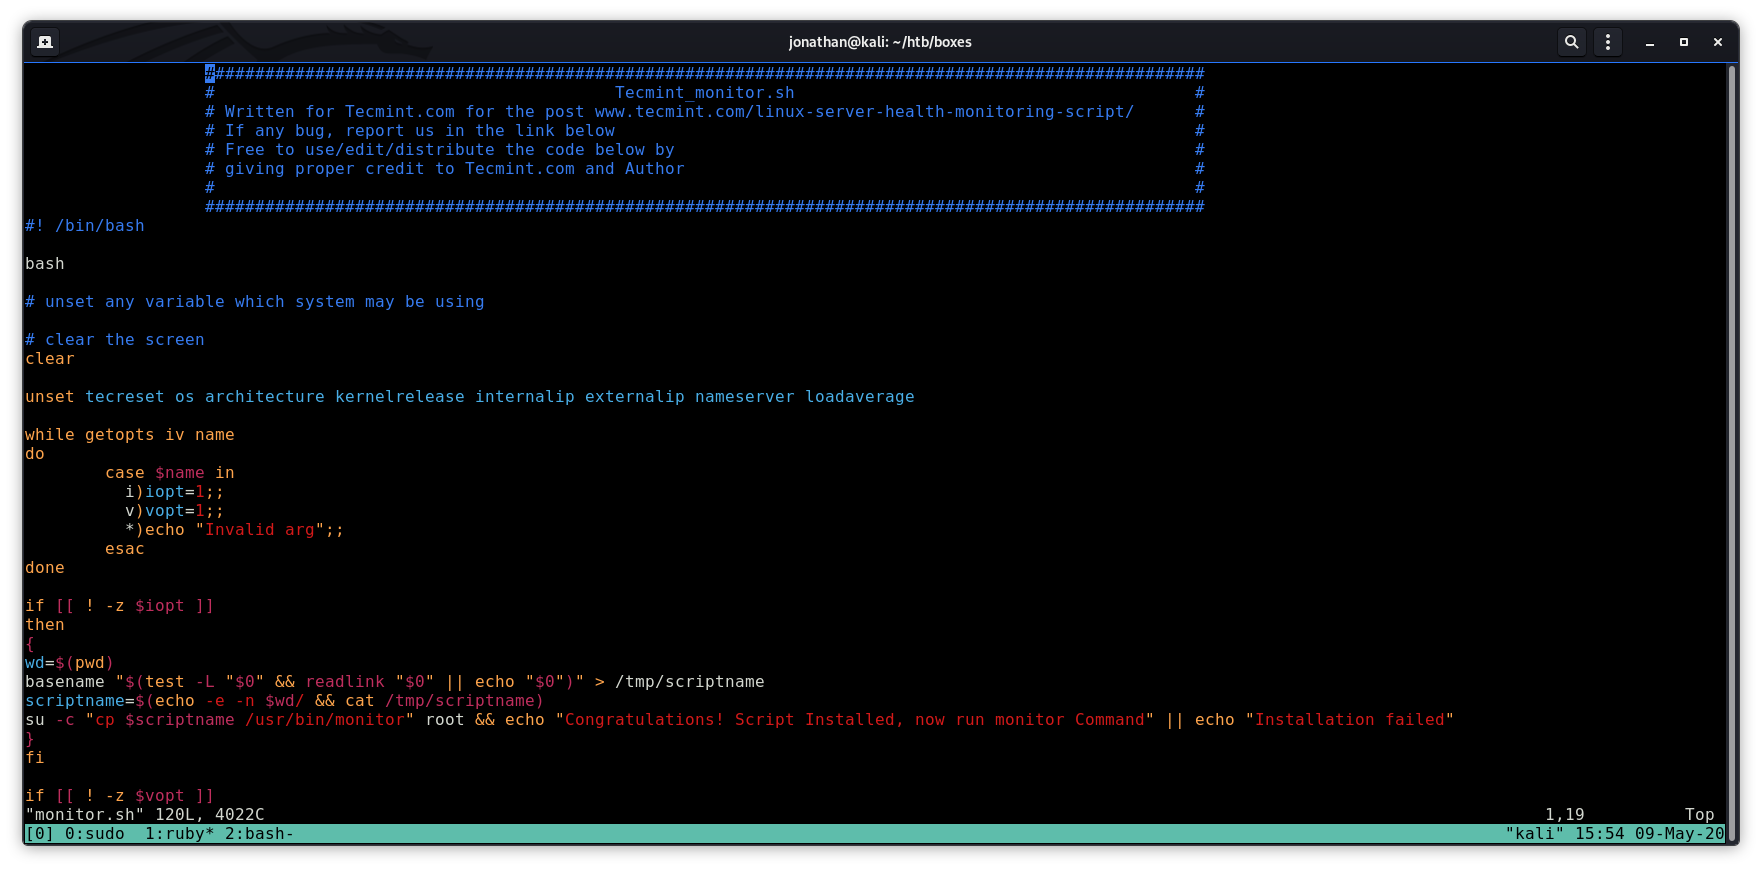 jonathan@kali: ~/htb/boxes
####################################################################################################
# Tecmint_monitor.sh #
# Written for Tecmint.com for the post www.tecmint.com/linux-server-health-monitoring-script/ #
# If any bug, report us in the link below #
# Free to use/edit/distribute the code below by #
# giving proper credit to Tecmint.com and Author #
# #
####################################################################################################
#! /bin/bash
bash
# unset any variable which system may be using
# clear the screen
clear
unset tecreset os architecture kernelrelease internalip externalip nameserver loadaverage
while getopts iv name
do
case $name in
i)iopt=1;;
v)vopt=1;;
*)echo "Invalid arg";;
esac
done
if [[ ! -z $iopt ]]
then
{
wd=$(pwd)
basename "$(test -L "$0" && readlink "$0" || echo "$0")" > /tmp/scriptname
scriptname=$(echo -e -n $wd/ && cat /tmp/scriptname)
su -c "cp $scriptname /usr/bin/monitor" root && echo "Congratulations! Script Installed, now run monitor Command" || echo "Installation failed"
}
fi
if [[ ! -z $vopt ]]
"monitor.sh" 120L, 4022C 1,19 Top
[0] 0:sudo 1:ruby* 2:bash- "kali" 15:54 09-May-20